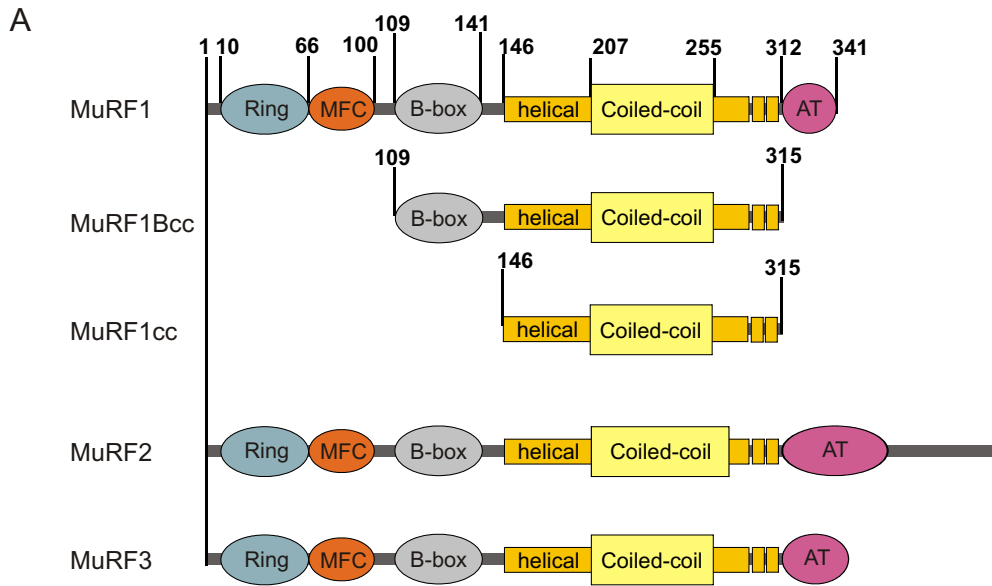 A
109 141 207 255 312 341
1 10 66 100 146
MuRF1 Ring MFC B-box helical Coiled-coil AT
109 315
MuRF1Bcc B-box helical Coiled-coil
146 315
MuRF1cc helical Coiled-coil
MuRF2 Ring MFC B-box helical Coiled-coil AT
MuRF3 Ring MFC B-box helical Coiled-coil AT